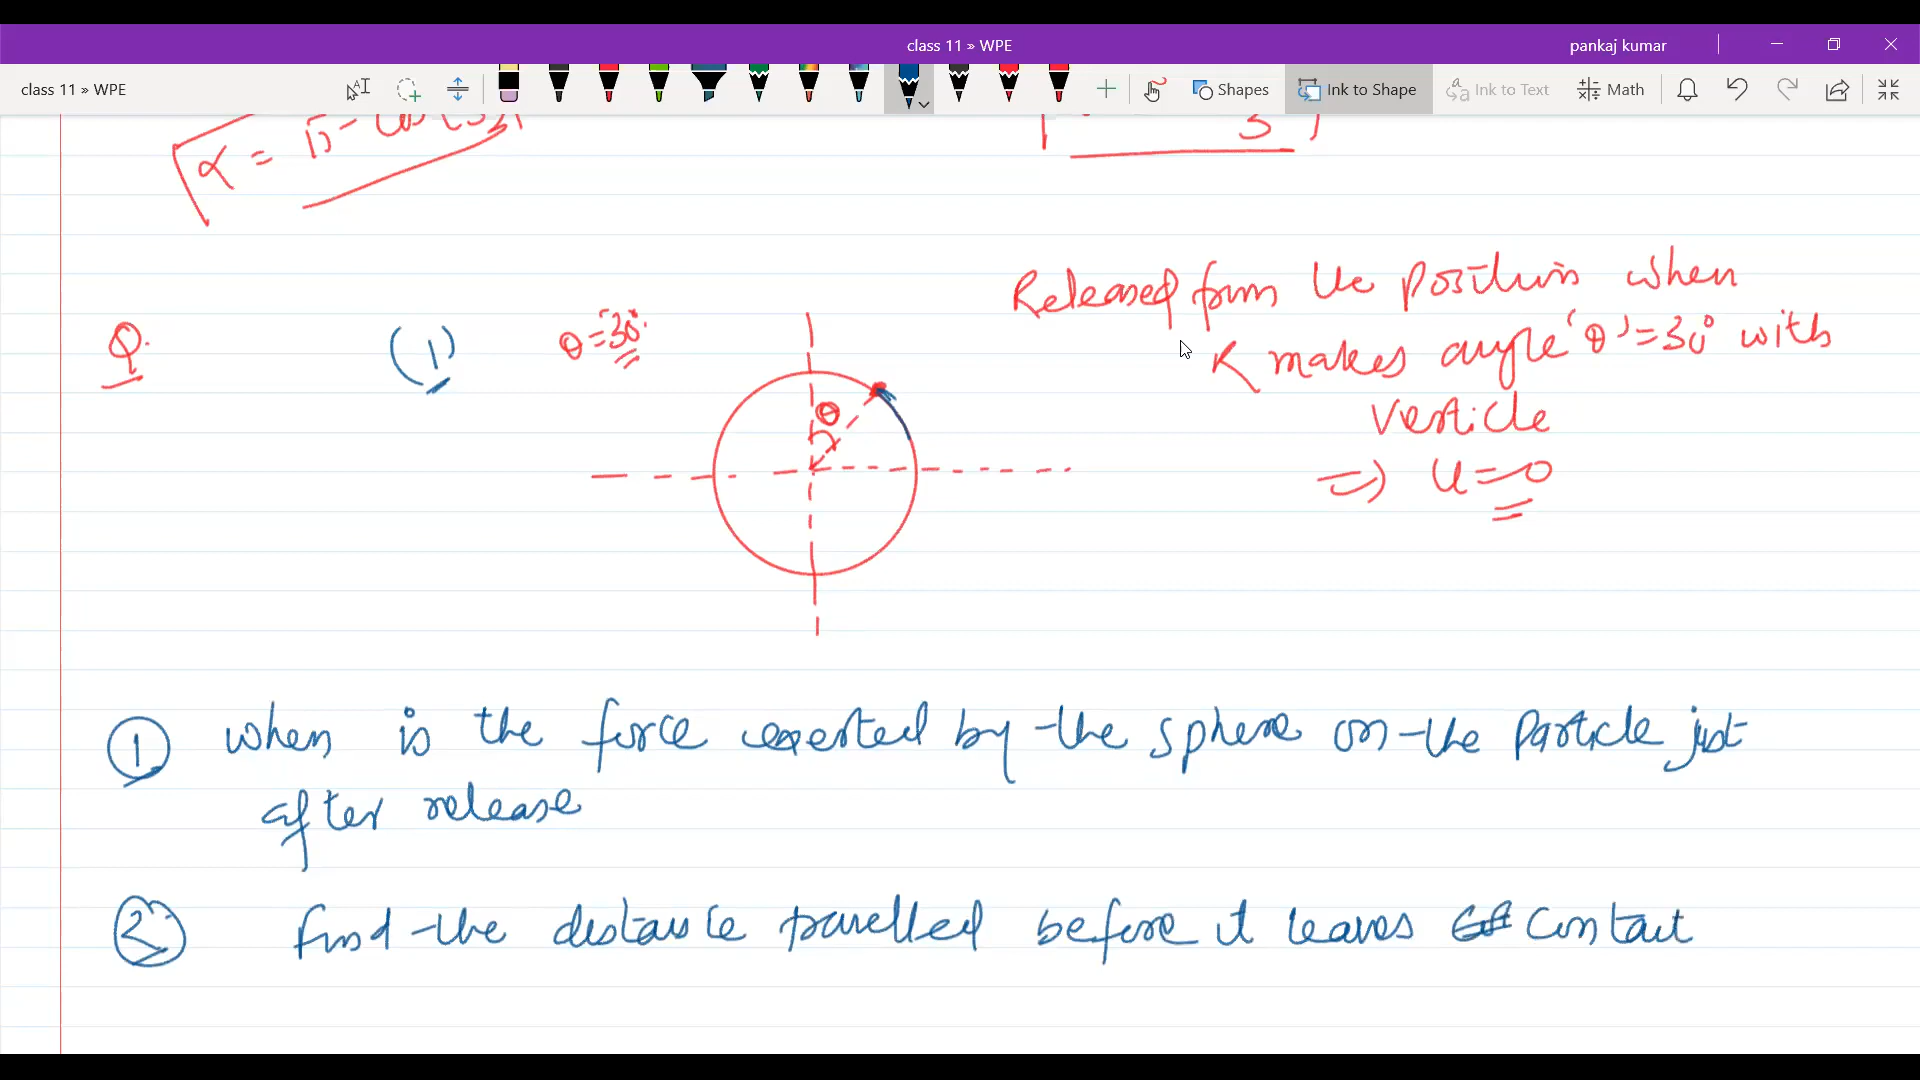 class 11 » WPE
pankaj kumar
class 11 » WPE
Shapes
Ink to Shape
Ink to Text
Math
α =
Q.
(1)
θ = 30°
θ
Released from the position when
R makes angle 'θ' = 30° with
verticle
⇒ u = 0
① when is the force exerted by the sphere on the particle just
after release
② find the distance travelled before it leaves contact